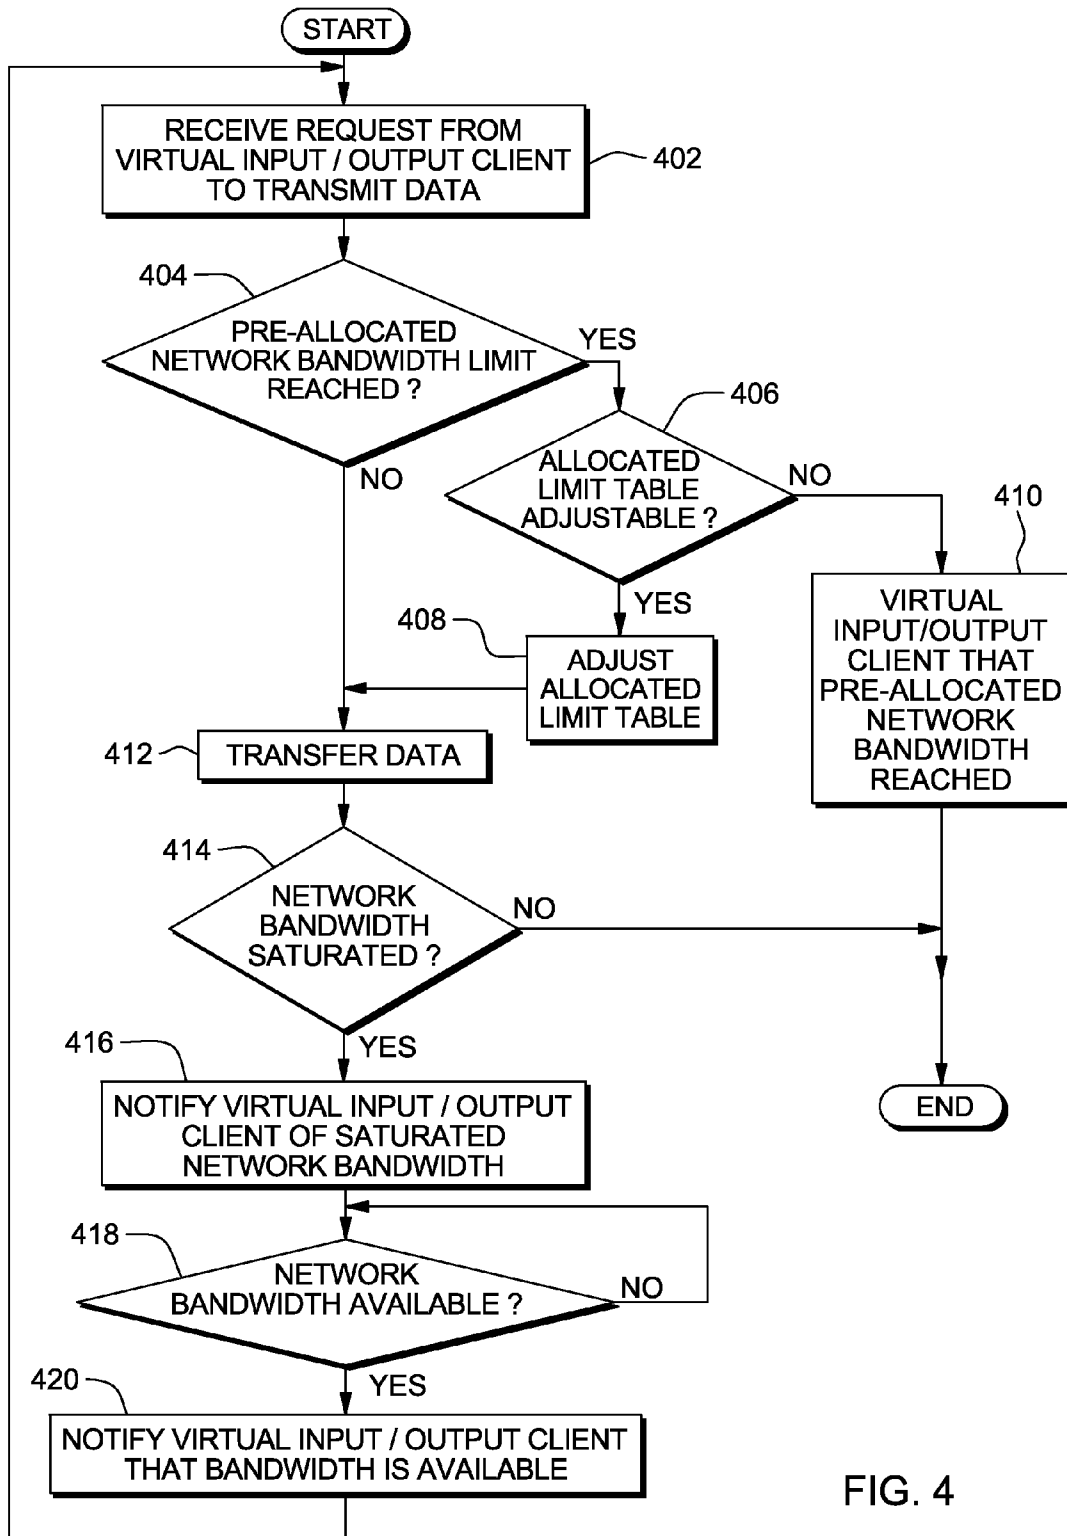 START
RECEIVE REQUEST FROM
VIRTUAL INPUT / OUTPUT CLIENT
TO TRANSMIT DATA
402
404
PRE-ALLOCATED
NETWORK BANDWIDTH LIMIT
REACHED ?
YES
NO
406
ALLOCATED
LIMIT TABLE
ADJUSTABLE ?
NO
YES
410
VIRTUAL
INPUT/OUTPUT
CLIENT THAT
PRE-ALLOCATED
NETWORK
BANDWIDTH
REACHED
408
ADJUST
ALLOCATED
LIMIT TABLE
412
TRANSFER DATA
414
NETWORK
BANDWIDTH
SATURATED ?
NO
YES
416
NOTIFY VIRTUAL INPUT / OUTPUT
CLIENT OF SATURATED
NETWORK BANDWIDTH
END
418
NETWORK
BANDWIDTH AVAILABLE ?
NO
YES
420
NOTIFY VIRTUAL INPUT / OUTPUT CLIENT
THAT BANDWIDTH IS AVAILABLE
FIG. 4